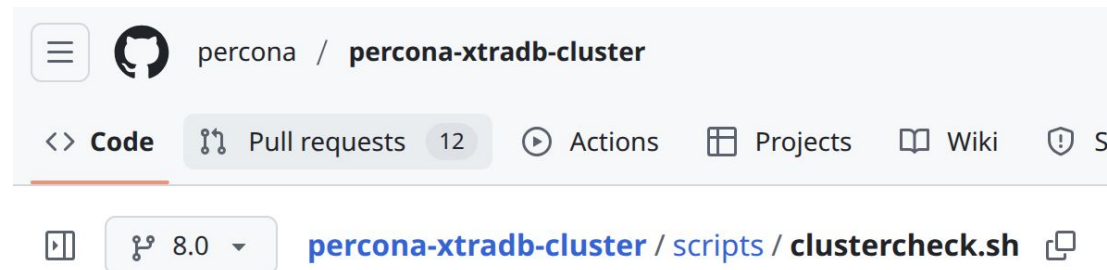 percona / percona-xtradb-cluster
<> Code Pull requests 12 Actions Projects Wiki S
8.0 percona-xtradb-cluster / scripts / clustercheck.sh